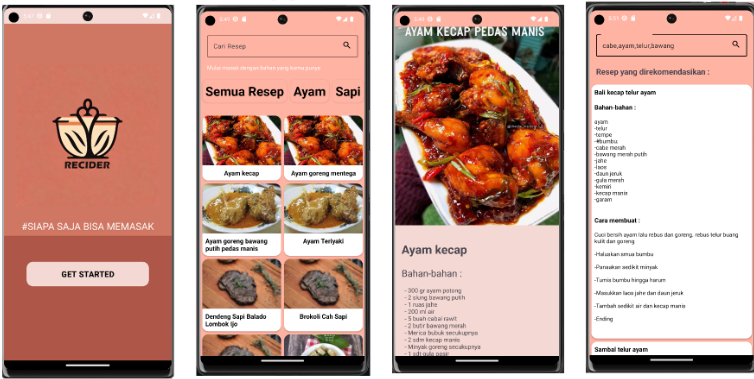 RECIDER
#SIAPA SAJA BISA MEMASAK
GET STARTED
Cari Resep
Mulai masak dengan bahan yang kamu punya
Semua Resep Ayam Sapi
Ayam kecap
Ayam goreng mentega
Ayam goreng bawang
putih pedas manis
Ayam Teriyaki
Dendeng Sapi Balado
Lombok Ijo
Brokoli Cah Sapi
AYAM KECAP PEDAS MANIS
Ayam kecap
Bahan-bahan :
- 300 gr ayam potong
- 2 siung bawang putih
- 1 ruas jahe
- 200 ml air
- 5 buah cabai rawit
- 2 butir bawang merah
- Merica bubuk secukupnya
- 2 sdm kecap manis
- Minyak goreng secukupnya
- 1 sdt gula pasir
cabe,ayam,telur,bawang
Resep yang direkomendasikan :
Bali kecap telur ayam
Bahan-bahan :
ayam
-telur
-tempe
-#bumbu
-cabe merah
-bawang merah putih
-jahe
-laos
-daun jeruk
-gula merah
-kemiri
-kecap manis
-garam
Cara membuat :
Cuci bersih ayam lalu rebus dan goreng, rebus telur buang
kulit dan goreng
-Haluskan smua bumbu
-Panaskan sedikit minyak
-Tumis bumbu hingga harum
-Masukkan laos jahe dan daun jeruk
-Tambah sedikit air dan kecap manis
-Ending
Sambal telur ayam